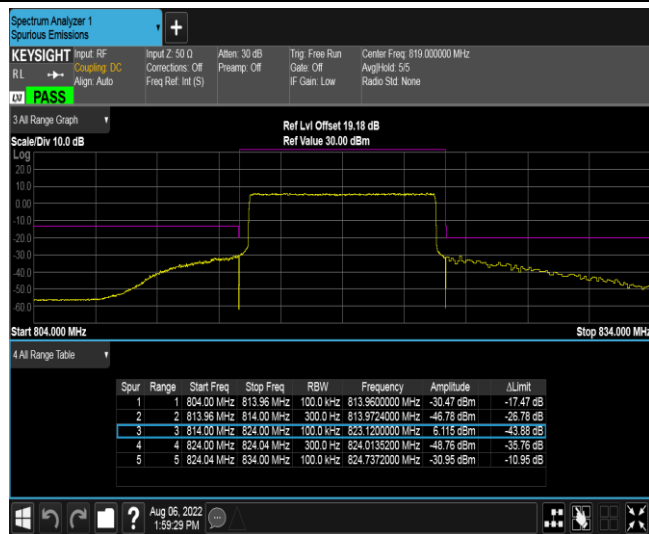 Spectrum Analyzer 1
Spurious Emissions
+
KEYSIGHT Input: RF Input Z: 50 Ω Atten: 30 dB Trig: Free Run Center Freq: 819.000000 MHz
RL Coupling: DC Corrections: Off Preamp: Off Gate: Off Avg|Hold: 5/5
Align: Auto Freq Ref: Int (S) IF Gain: Low Radio Std: None
LXI PASS
3 All Range Graph
Ref Lvl Offset 19.18 dB
Scale/Div 10.0 dB Ref Value 30.00 dBm
Log
20.0
10.0
0.00
-10.0
-20.0
-30.0
-40.0
-50.0
-60.0
Start 804.000 MHz Stop 834.000 MHz
4 All Range Table
Spur Range Start Freq Stop Freq RBW Frequency Amplitude ΔLimit
1 1 804.00 MHz 813.96 MHz 100.0 kHz 813.9600000 MHz -30.47 dBm -17.47 dB
2 2 813.96 MHz 814.00 MHz 300.0 Hz 813.9724000 MHz -46.78 dBm -26.78 dB
3 3 814.00 MHz 824.00 MHz 100.0 kHz 823.1200000 MHz 6.115 dBm -43.88 dB
4 4 824.00 MHz 824.04 MHz 300.0 Hz 824.0135200 MHz -48.76 dBm -35.76 dB
5 5 824.04 MHz 834.00 MHz 100.0 kHz 824.7372000 MHz -30.95 dBm -10.95 dB
? Aug 06, 2022
1:59:29 PM